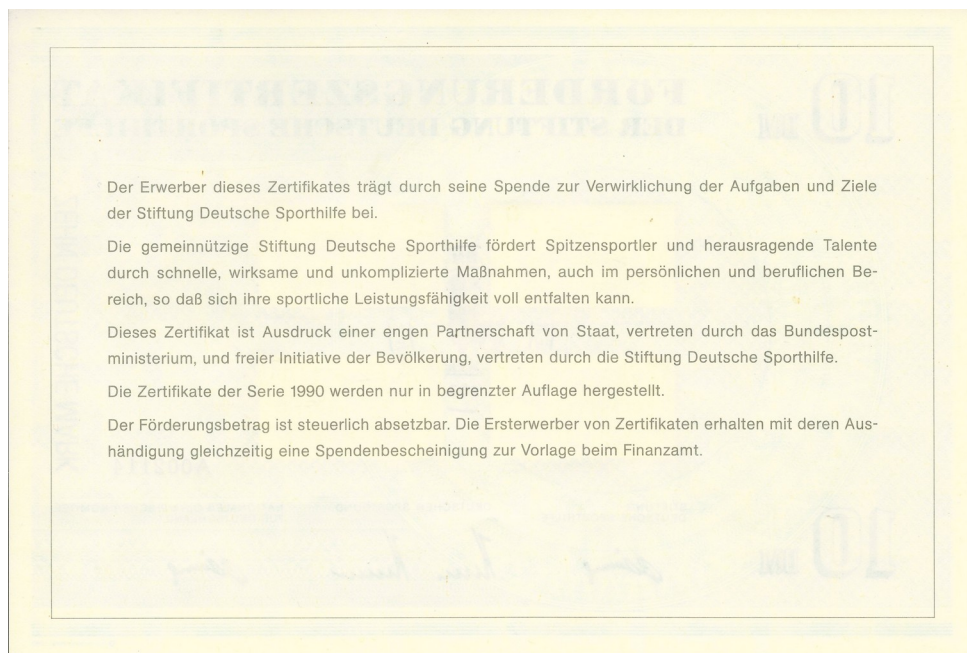 Der Erwerber dieses Zertifikates trägt durch seine Spende zur Verwirklichung der Aufgaben und Ziele
der Stiftung Deutsche Sporthilfe bei.
Die gemeinnützige Stiftung Deutsche Sporthilfe fördert Spitzensportler und herausragende Talente
durch schnelle, wirksame und unkomplizierte Maßnahmen, auch im persönlichen und beruflichen Be-
reich, so daß sich ihre sportliche Leistungsfähigkeit voll entfalten kann.
Dieses Zertifikat ist Ausdruck einer engen Partnerschaft von Staat, vertreten durch das Bundespost-
ministerium, und freier Initiative der Bevölkerung, vertreten durch die Stiftung Deutsche Sporthilfe.
Die Zertifikate der Serie 1990 werden nur in begrenzter Auflage hergestellt.
Der Förderungsbetrag ist steuerlich absetzbar. Die Ersterwerber von Zertifikaten erhalten mit deren Aus-
händigung gleichzeitig eine Spendenbescheinigung zur Vorlage beim Finanzamt.